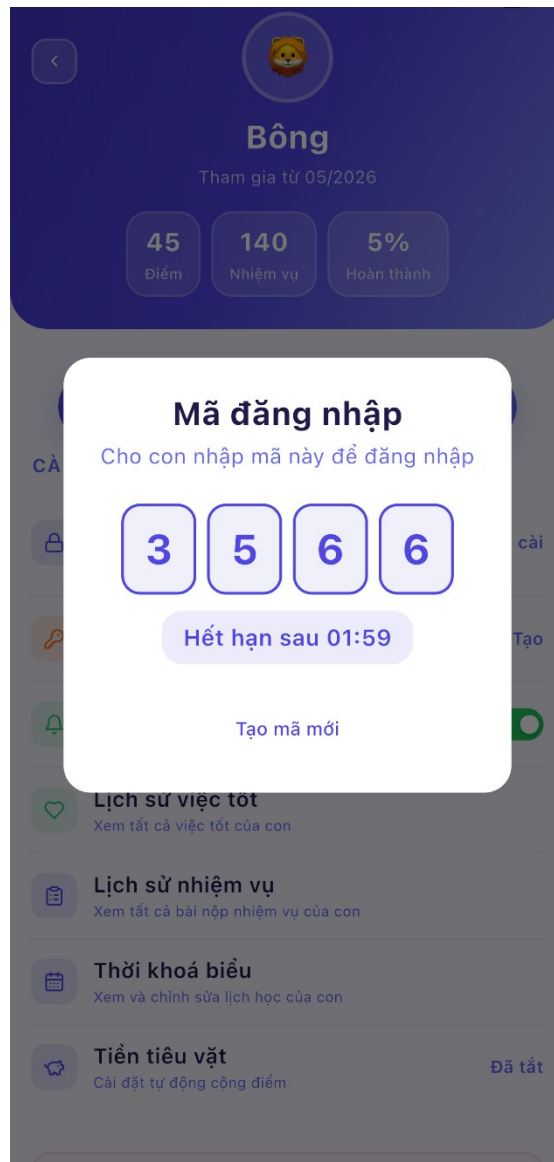 Bông
Tham gia từ 05/2026
45 140 5%
Điểm Nhiệm vụ Hoàn thành
Mã đăng nhập
Cho con nhập mã này để đăng nhập
CÀ
3 5 6 6
cài
Hết hạn sau 01:59
Tạo
Tạo mã mới
Lịch sử việc tốt
Xem tất cả việc tốt của con
Lịch sử nhiệm vụ
Xem tất cả bài nộp nhiệm vụ của con
Thời khoá biểu
Xem và chỉnh sửa lịch học của con
Tiền tiêu vặt
Đã tắt
Cài đặt tự động cộng điểm